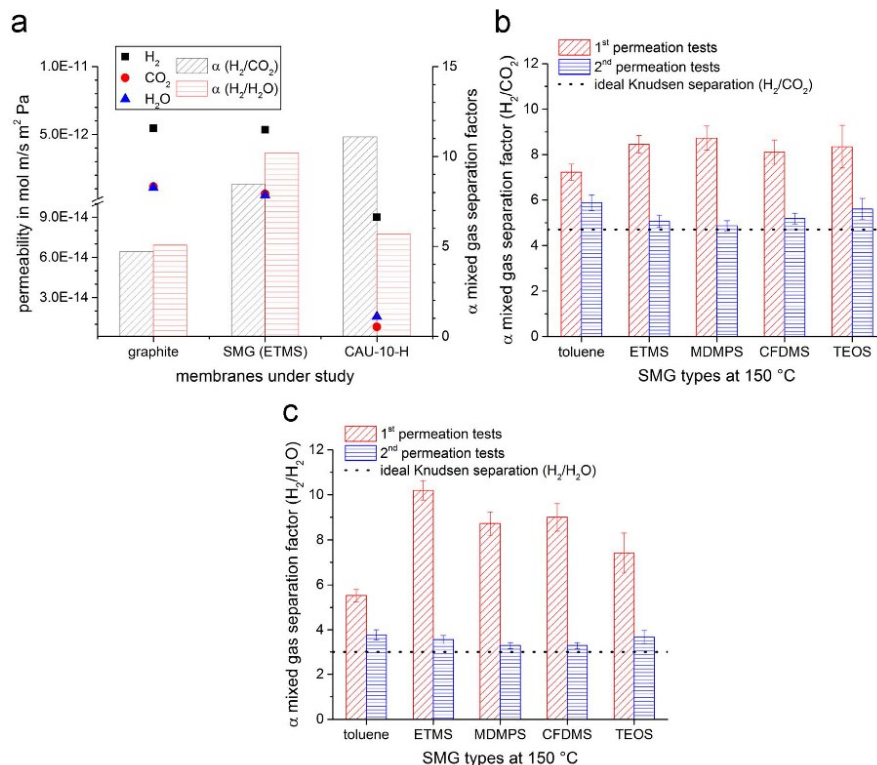 a
H2
CO2
H2O
α (H2/CO2)
α (H2/H2O)
permeability in mol m/s m² Pa
1.0E-11
5.0E-12
9.0E-14
6.0E-14
3.0E-14
15
10
5
0
α mixed gas separation factors
graphite SMG (ETMS) CAU-10-H
membranes under study
b
1st permeation tests
2nd permeation tests
ideal Knudsen separation (H2/CO2)
α mixed gas separation factor (H2/CO2)
12
10
8
6
4
2
0
toluene ETMS MDMPS CFDMS TEOS
SMG types at 150 °C
c
1st permeation tests
2nd permeation tests
ideal Knudsen separation (H2/H2O)
α mixed gas separation factor (H2/H2O)
12
10
8
6
4
2
0
toluene ETMS MDMPS CFDMS TEOS
SMG types at 150 °C